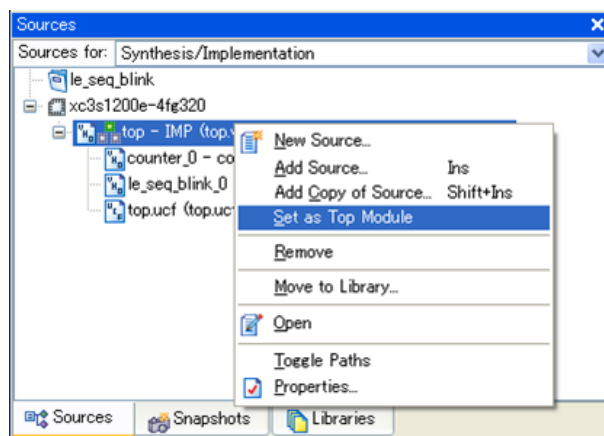 Sources
Sources for: Synthesis/Implementation
le_seq_blink
xc3s1200e-4fg320
top - IMP (top.v
counter_0 - co
le_seq_blink_0
top.ucf (top.uc
New Source...
Add Source... Ins
Add Copy of Source... Shift+Ins
Set as Top Module
Remove
Move to Library...
Open
Toggle Paths
Properties...
Sources Snapshots Libraries